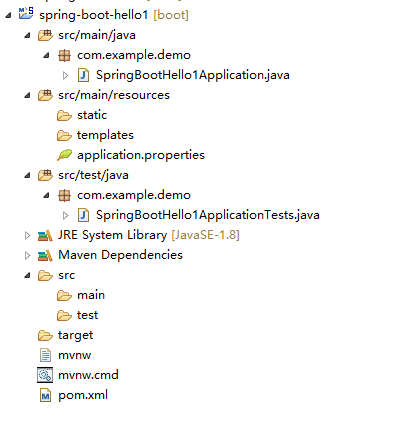 spring-boot-hello1 [boot]
src/main/java
com.example.demo
SpringBootHello1Application.java
src/main/resources
static
templates
application.properties
src/test/java
com.example.demo
SpringBootHello1ApplicationTests.java
JRE System Library [JavaSE-1.8]
Maven Dependencies
src
main
test
target
mvnw
mvnw.cmd
pom.xml